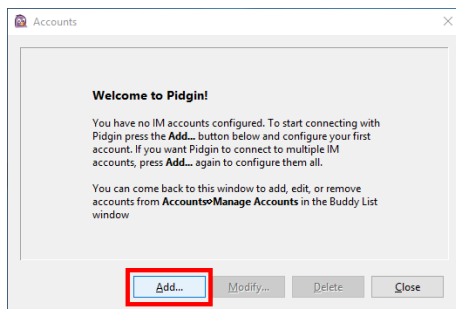 Accounts
Welcome to Pidgin!
You have no IM accounts configured. To start connecting with
Pidgin press the Add... button below and configure your first
account. If you want Pidgin to connect to multiple IM
accounts, press Add... again to configure them all.
You can come back to this window to add, edit, or remove
accounts from Accounts⇨Manage Accounts in the Buddy List
window
Add... Modify... Delete Close